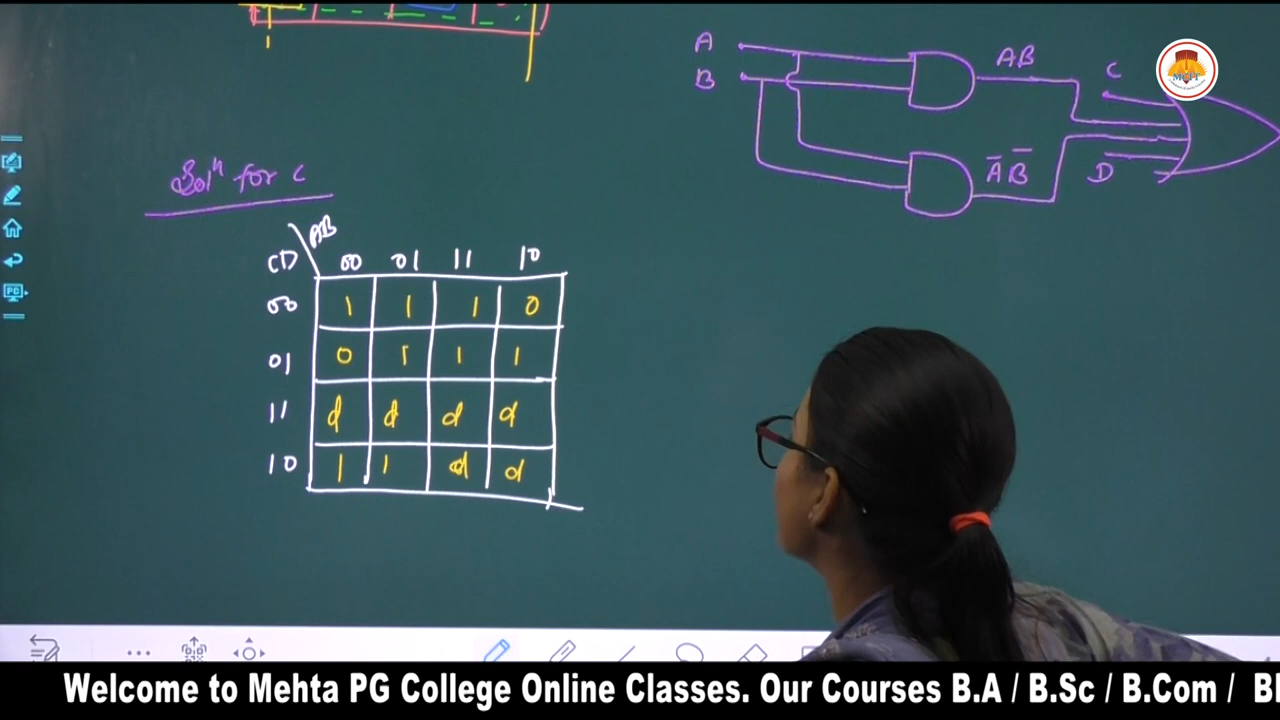 A
B
AB
C
A̅ B̅
D
Solⁿ for c
AB
CD 00 01 11 10
00 1 1 1 0
01 0 1 1 1
11 d d d d
10 1 1 d d
Welcome to Mehta PG College Online Classes. Our Courses B.A / B.Sc / B.Com /